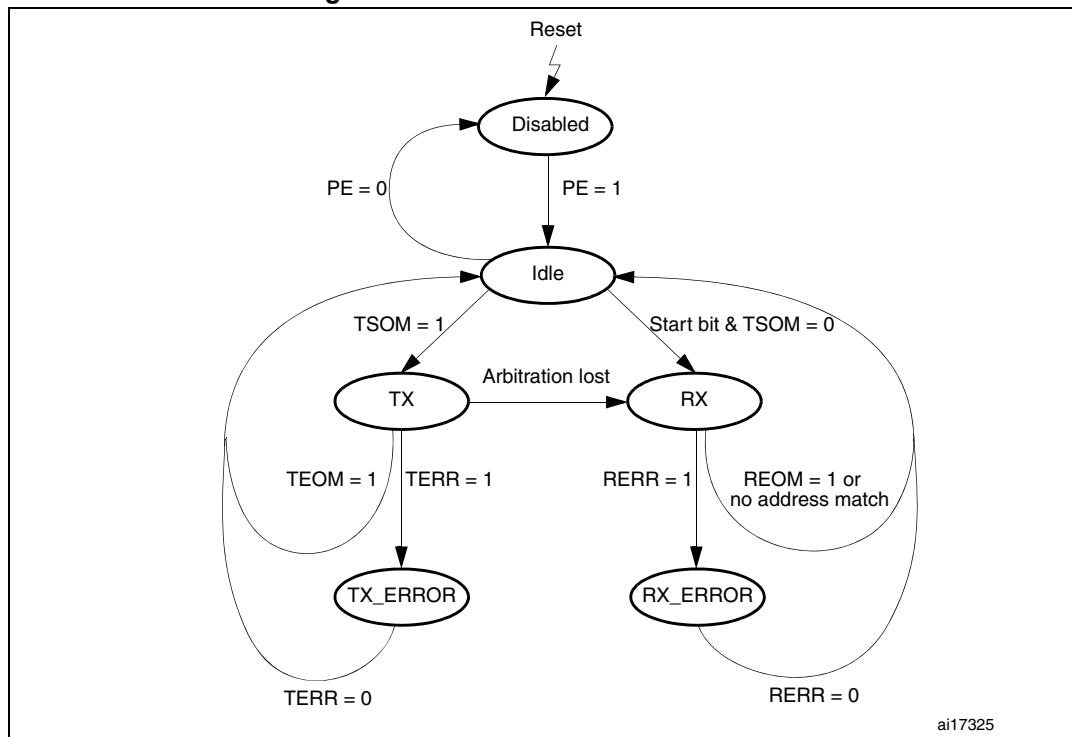 Reset
Disabled
PE = 0
PE = 1
Idle
TSOM = 1
Start bit & TSOM = 0
Arbitration lost
TX
RX
TEOM = 1
TERR = 1
RERR = 1
REOM = 1 or
no address match
TX_ERROR
RX_ERROR
TERR = 0
RERR = 0
ai17325